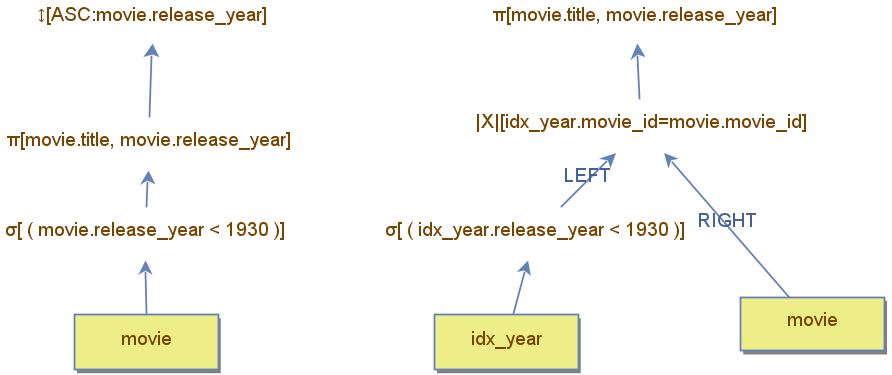 ↕[ASC:movie.release_year]
π[movie.title, movie.release_year]
σ[ ( movie.release_year < 1930 )]
movie
π[movie.title, movie.release_year]
|X|[idx_year.movie_id=movie.movie_id]
LEFT
RIGHT
σ[ ( idx_year.release_year < 1930 )]
idx_year
movie